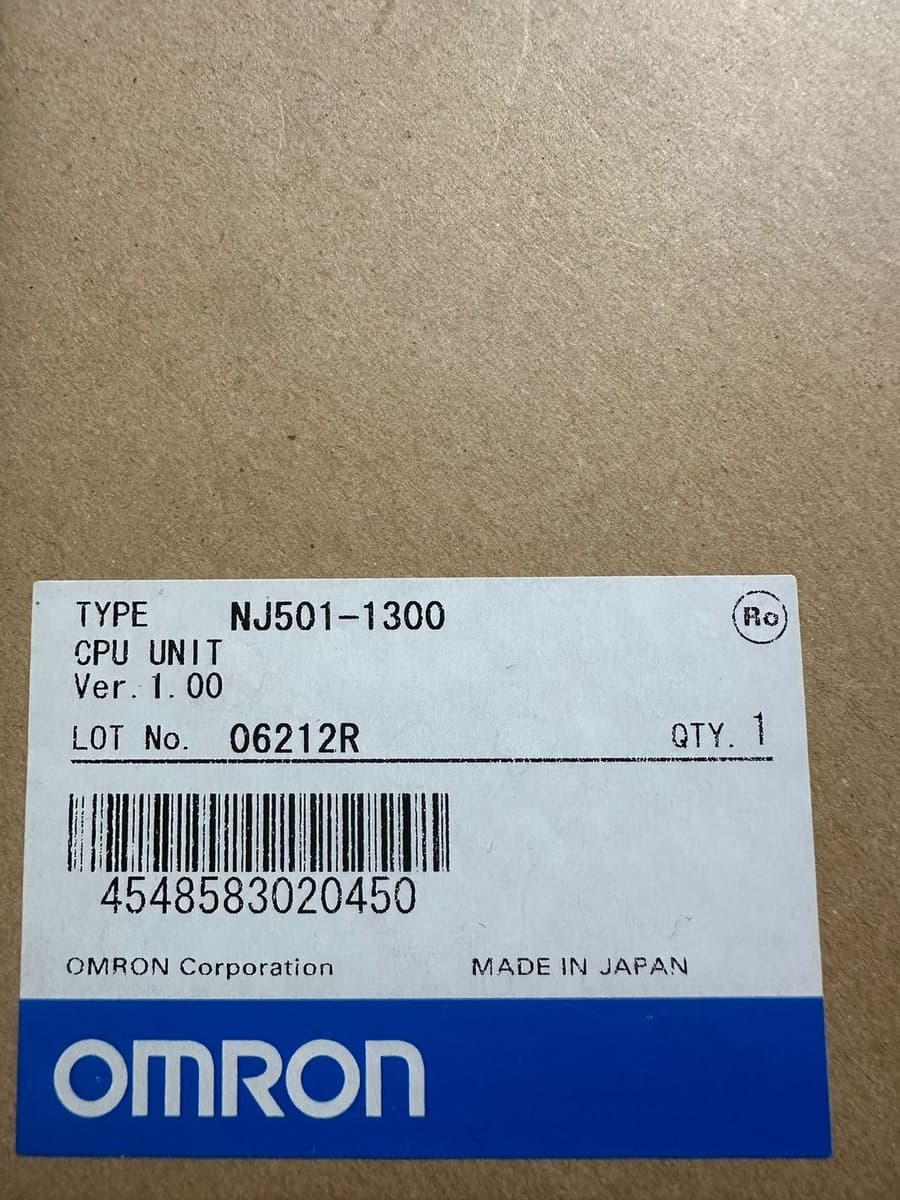 TYPE NJ501-1300
Ro
CPU UNIT
Ver. 1. 00
LOT No. 06212R QTY. 1
4548583020450
OMRON Corporation MADE IN JAPAN
OMRON